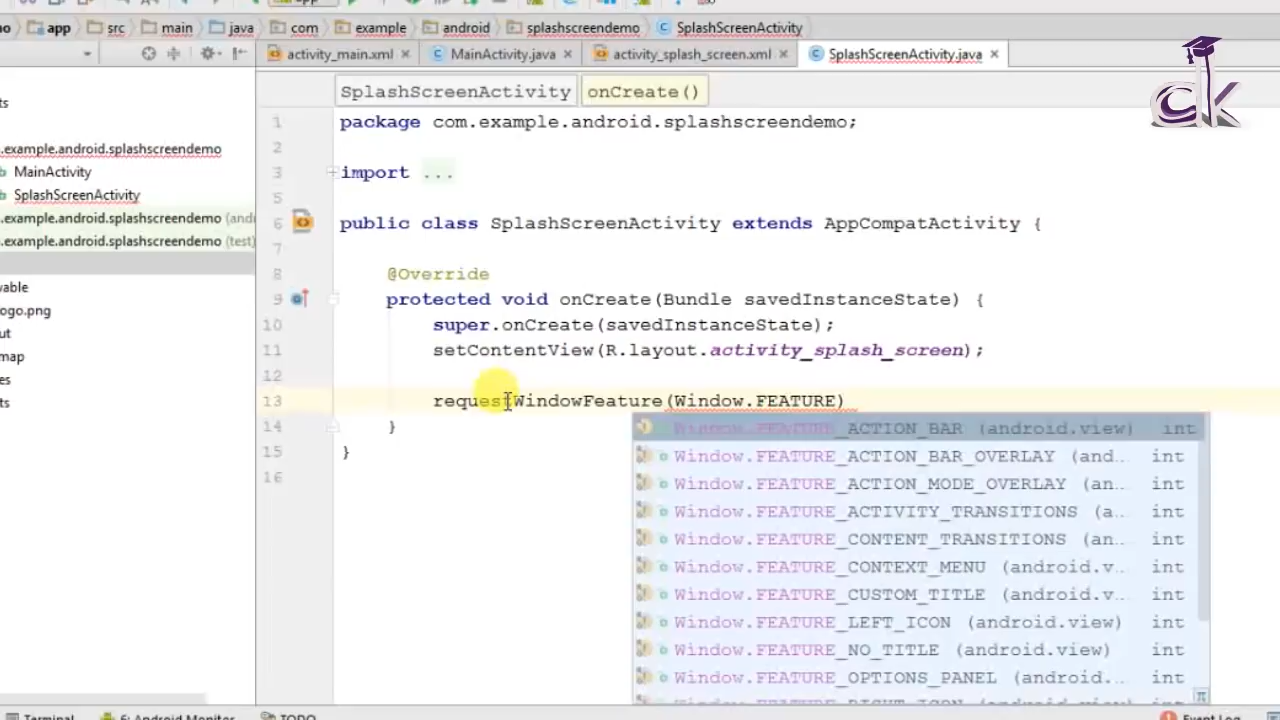 app src main java com example android splashscreendemo SplashScreenActivity
activity_main.xml MainActivity.java activity_splash_screen.xml SplashScreenActivity.java
SplashScreenActivity onCreate()
ck
1 package com.example.android.splashscreendemo;
2
.example.android.splashscreendemo
MainActivity
SplashScreenActivity
.example.android.splashscreendemo
.example.android.splashscreendemo (test)
ogo.png
3 import ...
5
6 public class SplashScreenActivity extends AppCompatActivity {
7
8 @Override
9 protected void onCreate(Bundle savedInstanceState) {
10 super.onCreate(savedInstanceState);
11 setContentView(R.layout.activity_splash_screen);
12
13 requestWindowFeature(Window.FEATURE)
14 }
15 }
16
Window.FEATURE_ACTION_BAR (android.view) int
Window.FEATURE_ACTION_BAR_OVERLAY (and... int
Window.FEATURE_ACTION_MODE_OVERLAY (an... int
Window.FEATURE_ACTIVITY_TRANSITIONS (a... int
Window.FEATURE_CONTENT_TRANSITIONS (an... int
Window.FEATURE_CONTEXT_MENU (android.v... int
Window.FEATURE_CUSTOM_TITLE (android.v... int
Window.FEATURE_LEFT_ICON (android.view) int
Window.FEATURE_NO_TITLE (android.view) int
Window.FEATURE_OPTIONS_PANEL (android.... int
Terminal 6: Android Monitor TODO Event Log